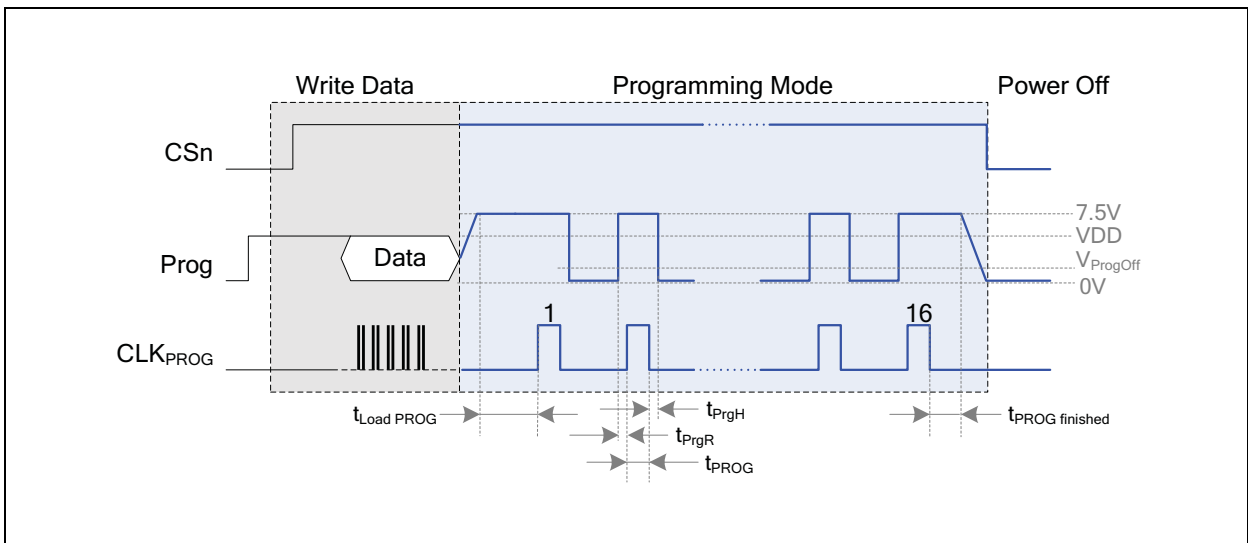 Write Data Programming Mode Power Off
CSn
7.5V
VDD
Prog Data
VProgOff
0V
1 16
CLKPROG
tLoad PROG tPrgH tPROG finished
tPrgR
tPROG